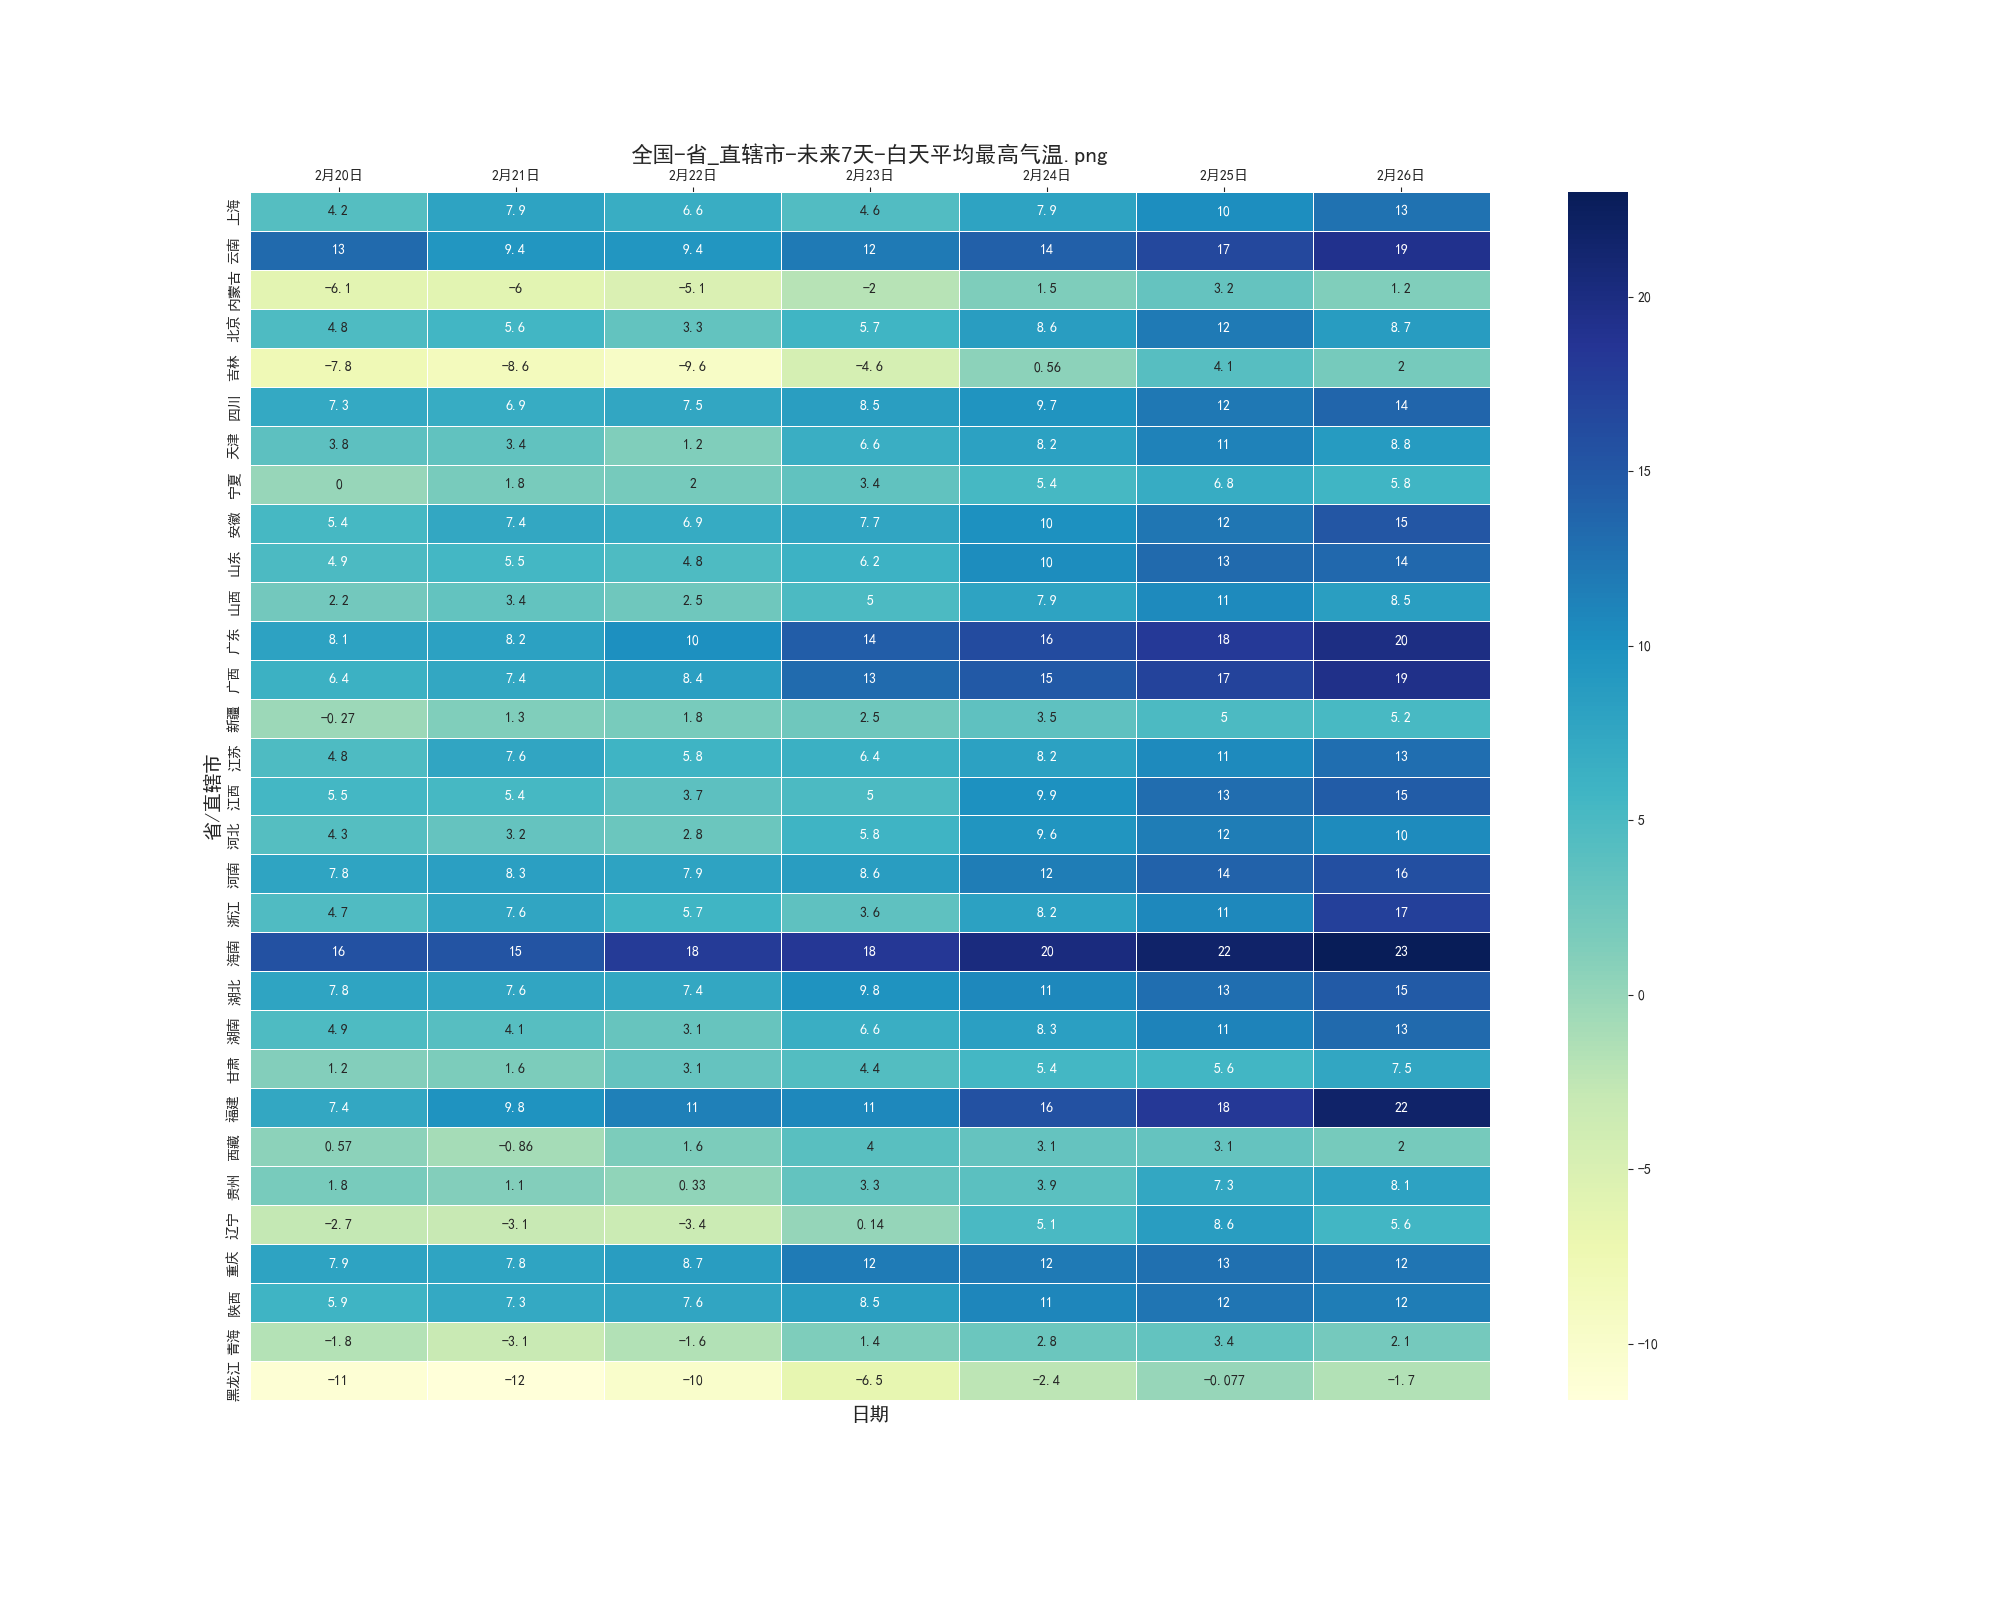 全国-省_直辖市-未来7天-白天平均最高气温.png
2月20日 2月21日 2月22日 2月23日 2月24日 2月25日 2月26日
上海 4.2 7.9 6.6 4.6 7.9 10 13
云南 13 9.4 9.4 12 14 17 19
内蒙古 -6.1 -6 -5.1 -2 1.5 3.2 1.2
北京 4.8 5.6 3.3 5.7 8.6 12 8.7
吉林 -7.8 -8.6 -9.6 -4.6 0.56 4.1 2
四川 7.3 6.9 7.5 8.5 9.7 12 14
天津 3.8 3.4 1.2 6.6 8.2 11 8.8
宁夏 0 1.8 2 3.4 5.4 6.8 5.8
安徽 5.4 7.4 6.9 7.7 10 12 15
山东 4.9 5.5 4.8 6.2 10 13 14
山西 2.2 3.4 2.5 5 7.9 11 8.5
广东 8.1 8.2 10 14 16 18 20
广西 6.4 7.4 8.4 13 15 17 19
新疆 -0.27 1.3 1.8 2.5 3.5 5 5.2
江苏 4.8 7.6 5.8 6.4 8.2 11 13
江西 5.5 5.4 3.7 5 9.9 13 15
河北 4.3 3.2 2.8 5.8 9.6 12 10
河南 7.8 8.3 7.9 8.6 12 14 16
浙江 4.7 7.6 5.7 3.6 8.2 11 17
海南 16 15 18 18 20 22 23
湖北 7.8 7.6 7.4 9.8 11 13 15
湖南 4.9 4.1 3.1 6.6 8.3 11 13
甘肃 1.2 1.6 3.1 4.4 5.4 5.6 7.5
福建 7.4 9.8 11 11 16 18 22
西藏 0.57 -0.86 1.6 4 3.1 3.1 2
贵州 1.8 1.1 0.33 3.3 3.9 7.3 8.1
辽宁 -2.7 -3.1 -3.4 0.14 5.1 8.6 5.6
重庆 7.9 7.8 8.7 12 12 13 12
陕西 5.9 7.3 7.6 8.5 11 12 12
青海 -1.8 -3.1 -1.6 1.4 2.8 3.4 2.1
黑龙江 -11 -12 -10 -6.5 -2.4 -0.077 -1.7
省/直辖市
日期
20
15
10
5
0
-5
-10